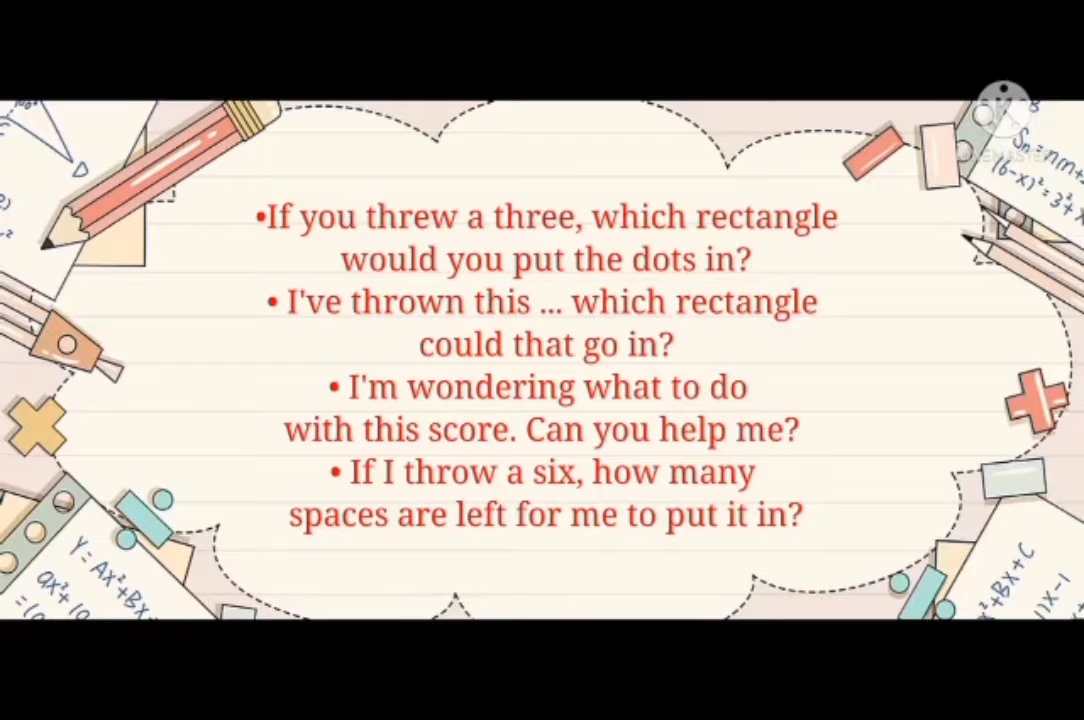 •If you threw a three, which rectangle
would you put the dots in?
• I've thrown this ... which rectangle
could that go in?
• I'm wondering what to do
with this score. Can you help me?
• If I throw a six, how many
spaces are left for me to put it in?
Y=AX²+BX